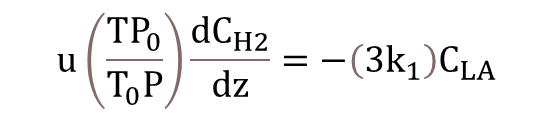 u (TP₀/T₀P) dC_H2/dz = −(3k₁)C_LA